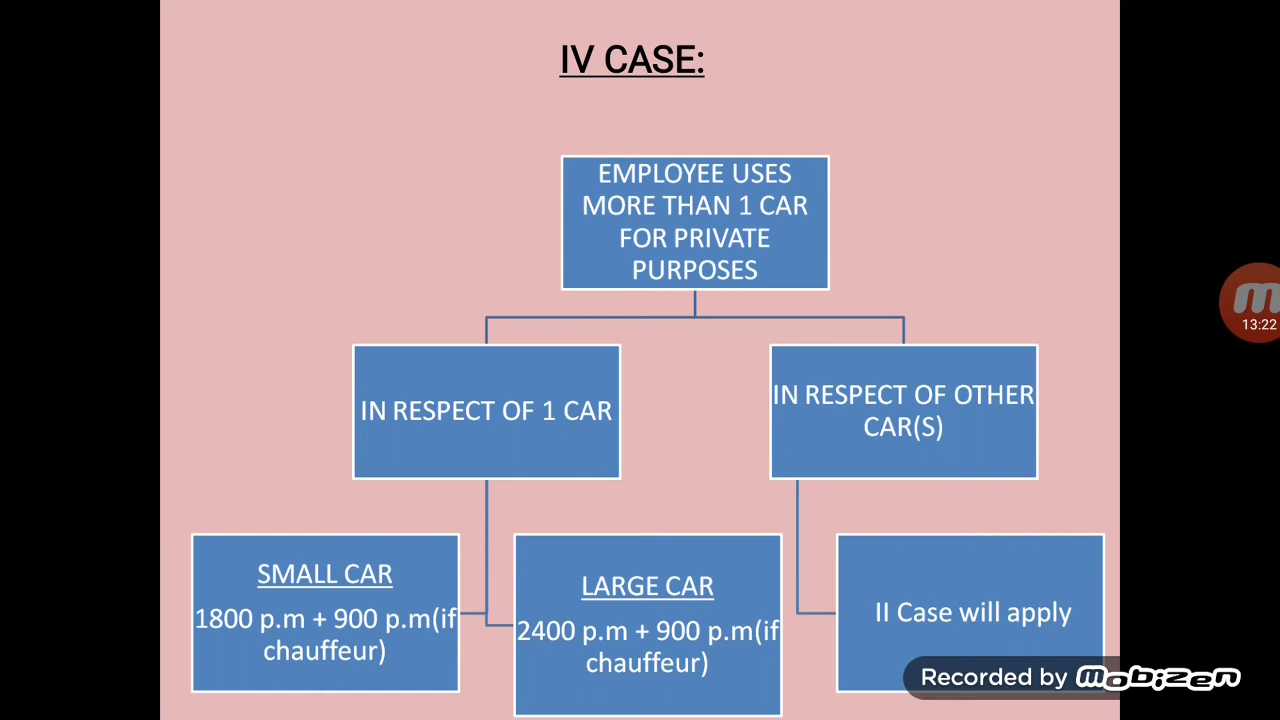 IV CASE:
EMPLOYEE USES
MORE THAN 1 CAR
FOR PRIVATE
PURPOSES
IN RESPECT OF 1 CAR
IN RESPECT OF OTHER
CAR(S)
SMALL CAR
1800 p.m + 900 p.m(if
chauffeur)
LARGE CAR
2400 p.m + 900 p.m(if
chauffeur)
II Case will apply
m
13:22
Recorded by mobizen